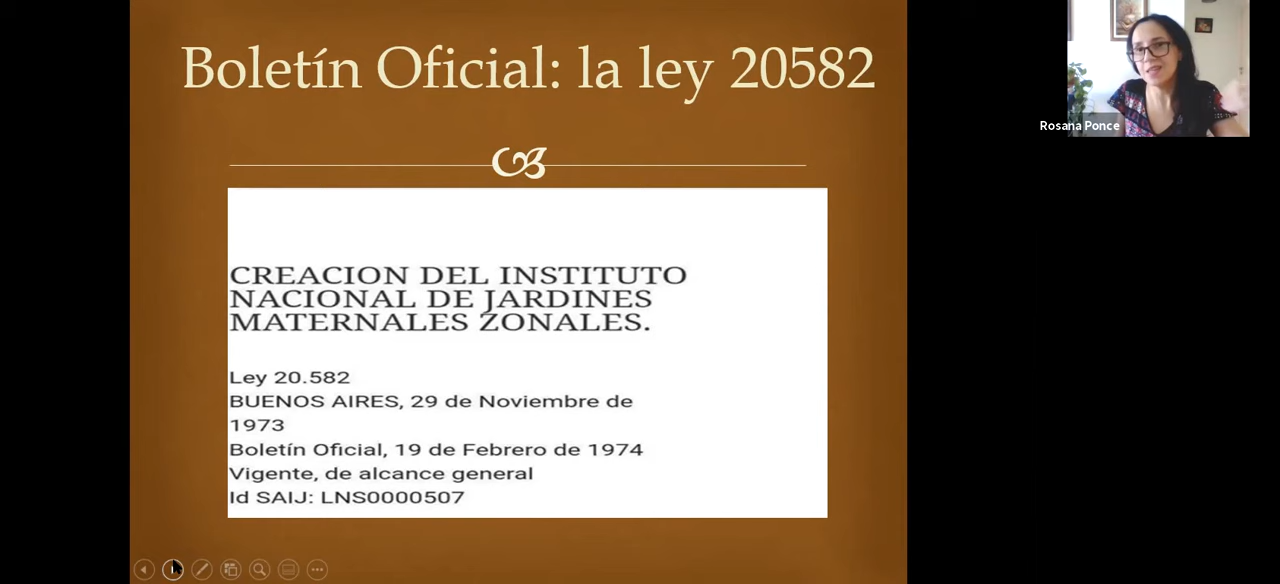 Boletín Oficial: la ley 20582
Rosana Ponce
CREACION DEL INSTITUTO
NACIONAL DE JARDINES
MATERNALES ZONALES.
Ley 20.582
BUENOS AIRES, 29 de Noviembre de
1973
Boletín Oficial, 19 de Febrero de 1974
Vigente, de alcance general
Id SAIJ: LNS0000507